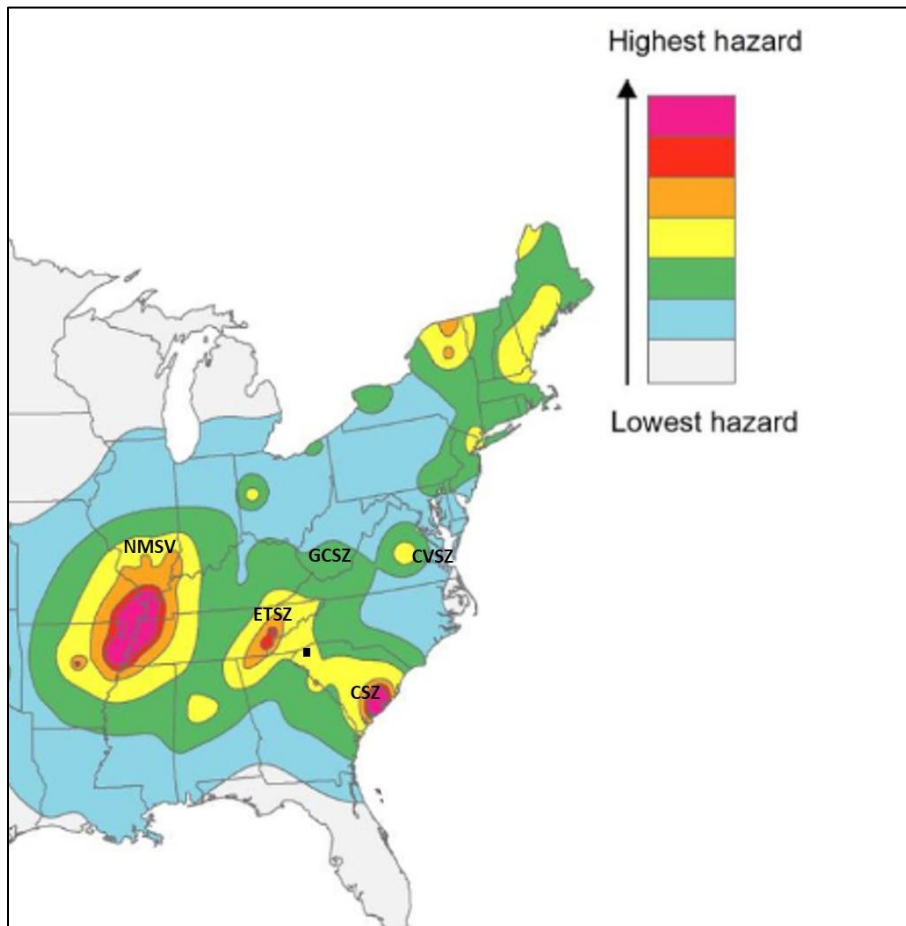 Highest hazard
Lowest hazard
NMSV
GCSZ
CVSZ
ETSZ
CSZ